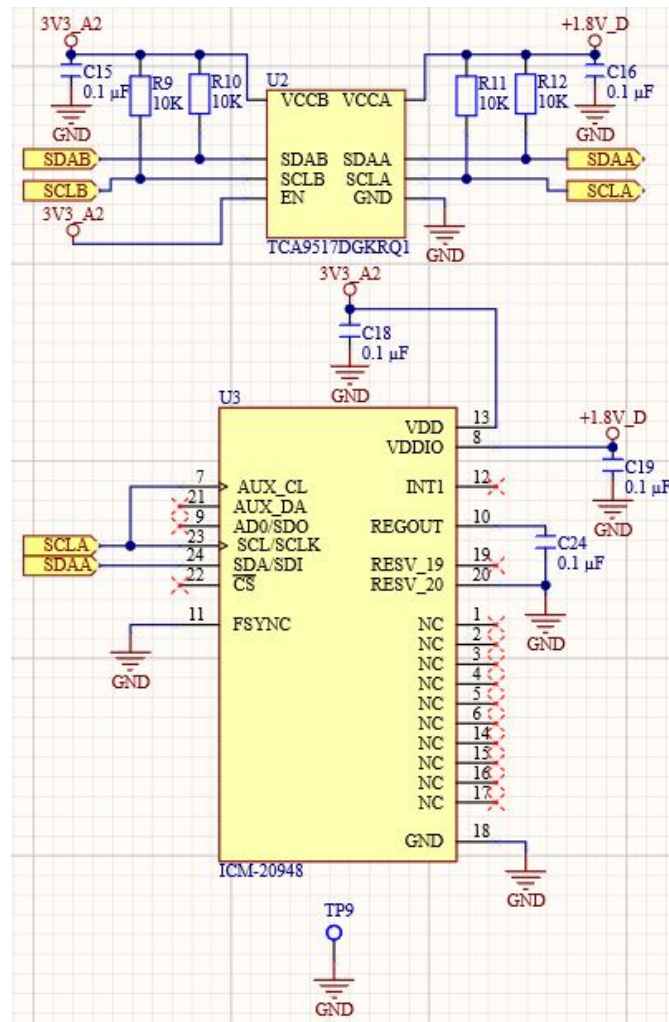 3V3_A2
+1.8V_D
C15
0.1 µF
R9
10K
R10
10K
U2
VCCB VCCA
R11
10K
R12
10K
C16
0.1 µF
GND
GND
SDAB
SDAB SDAA
SDAA
SCLB
SCLB SCLA
SCLA
EN GND
3V3_A2
TCA9517DGKRQ1
GND
3V3_A2
C18
0.1 µF
GND
U3
VDD 13
VDDIO 8
+1.8V_D
C19
0.1 µF
GND
7 AUX_CL
INT1 12
21 AUX_DA
9 AD0/SDO
REGOUT 10
SCLA
23 SCL/SCLK
C24
0.1 µF
SDAA
24 SDA/SDI
RESV_19 19
22 CS
RESV_20 20
11 FSYNC
GND
GND
NC 1
NC 2
NC 3
NC 4
NC 5
NC 6
NC 14
NC 15
NC 16
NC 17
GND 18
ICM-20948
GND
TP9
GND